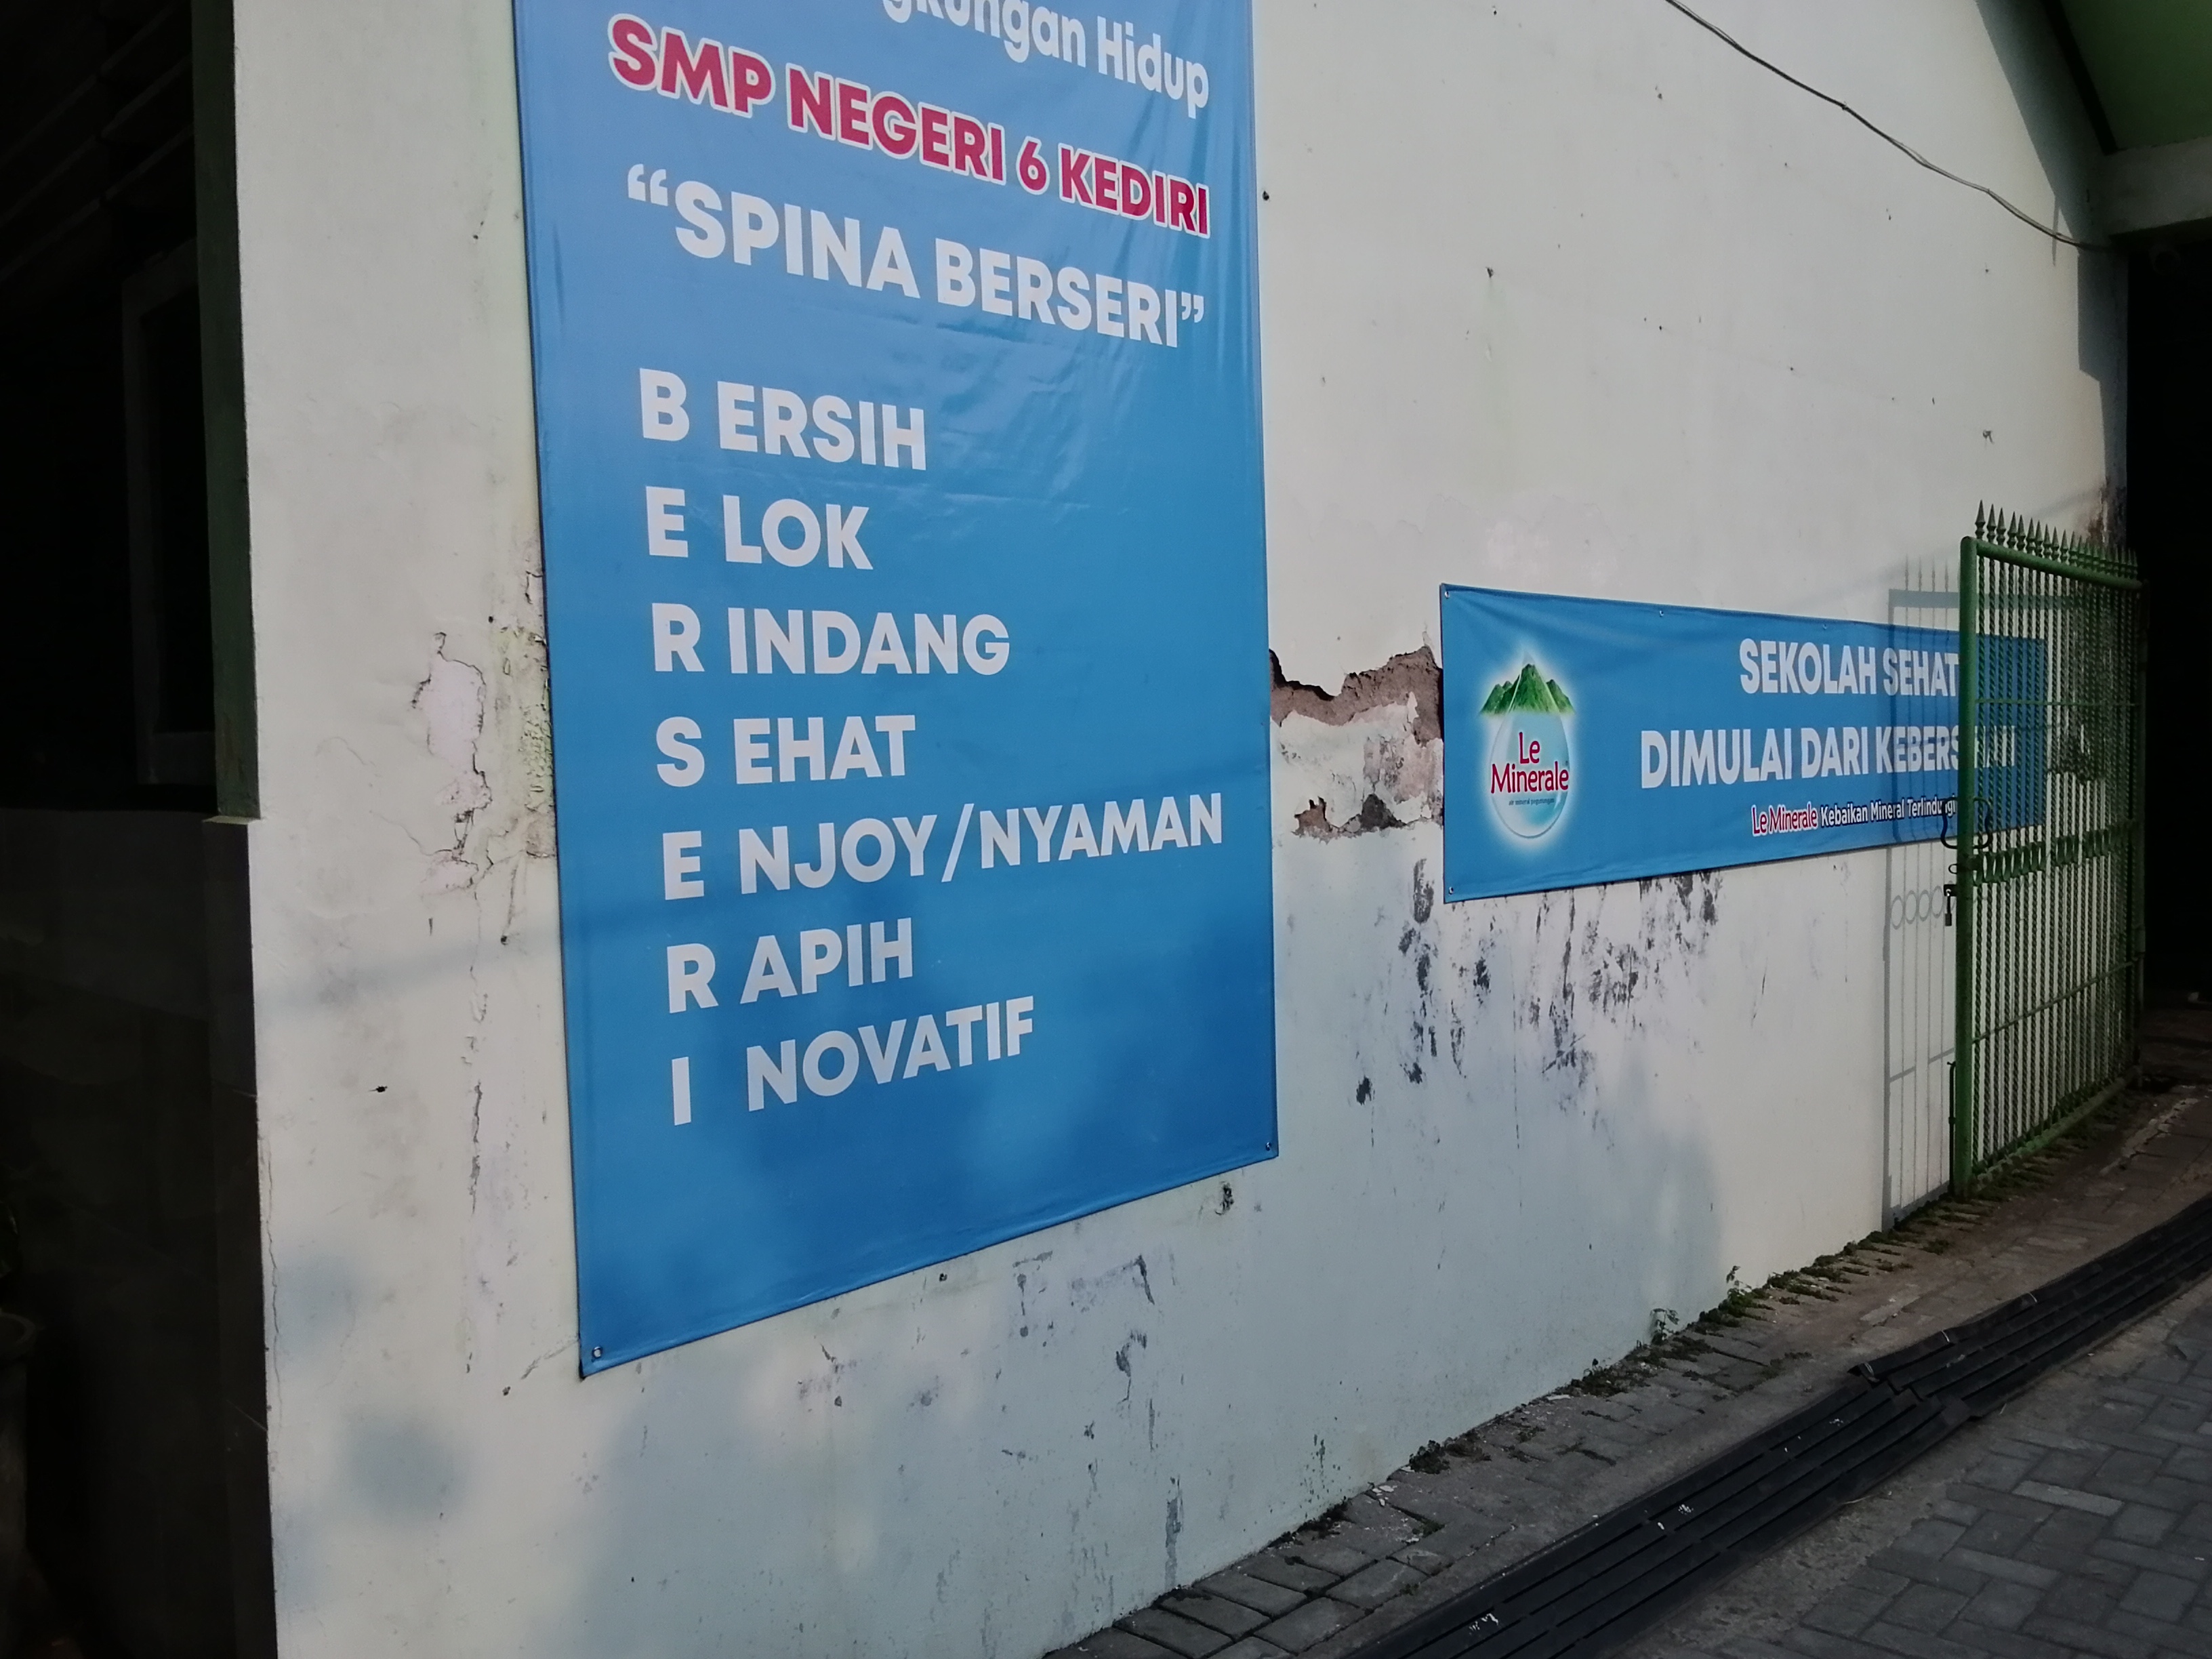 Hidup
SMP NEGERI 6 KEDIRI
“SPINA BERSERI”
B ERSIH
E LOK
R INDANG
S EHAT
E NJOY/NYAMAN
R APIH
I NOVATIF
Le
Minerale
SEKOLAH SEHAT
DIMULAI DARI
Le Minerale Kebaikan Mineral